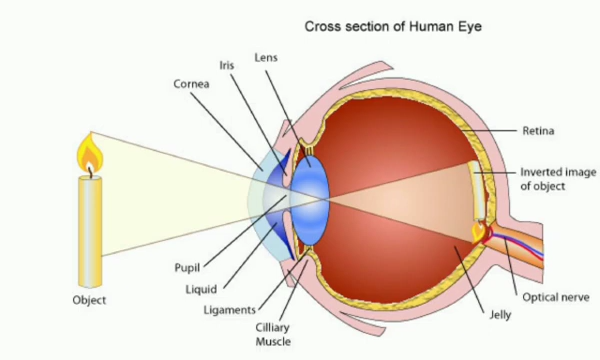 Cross section of Human Eye
Lens
Iris
Cornea
Retina
Inverted image
of object
Pupil
Object
Liquid
Optical nerve
Ligaments
Jelly
Cilliary
Muscle